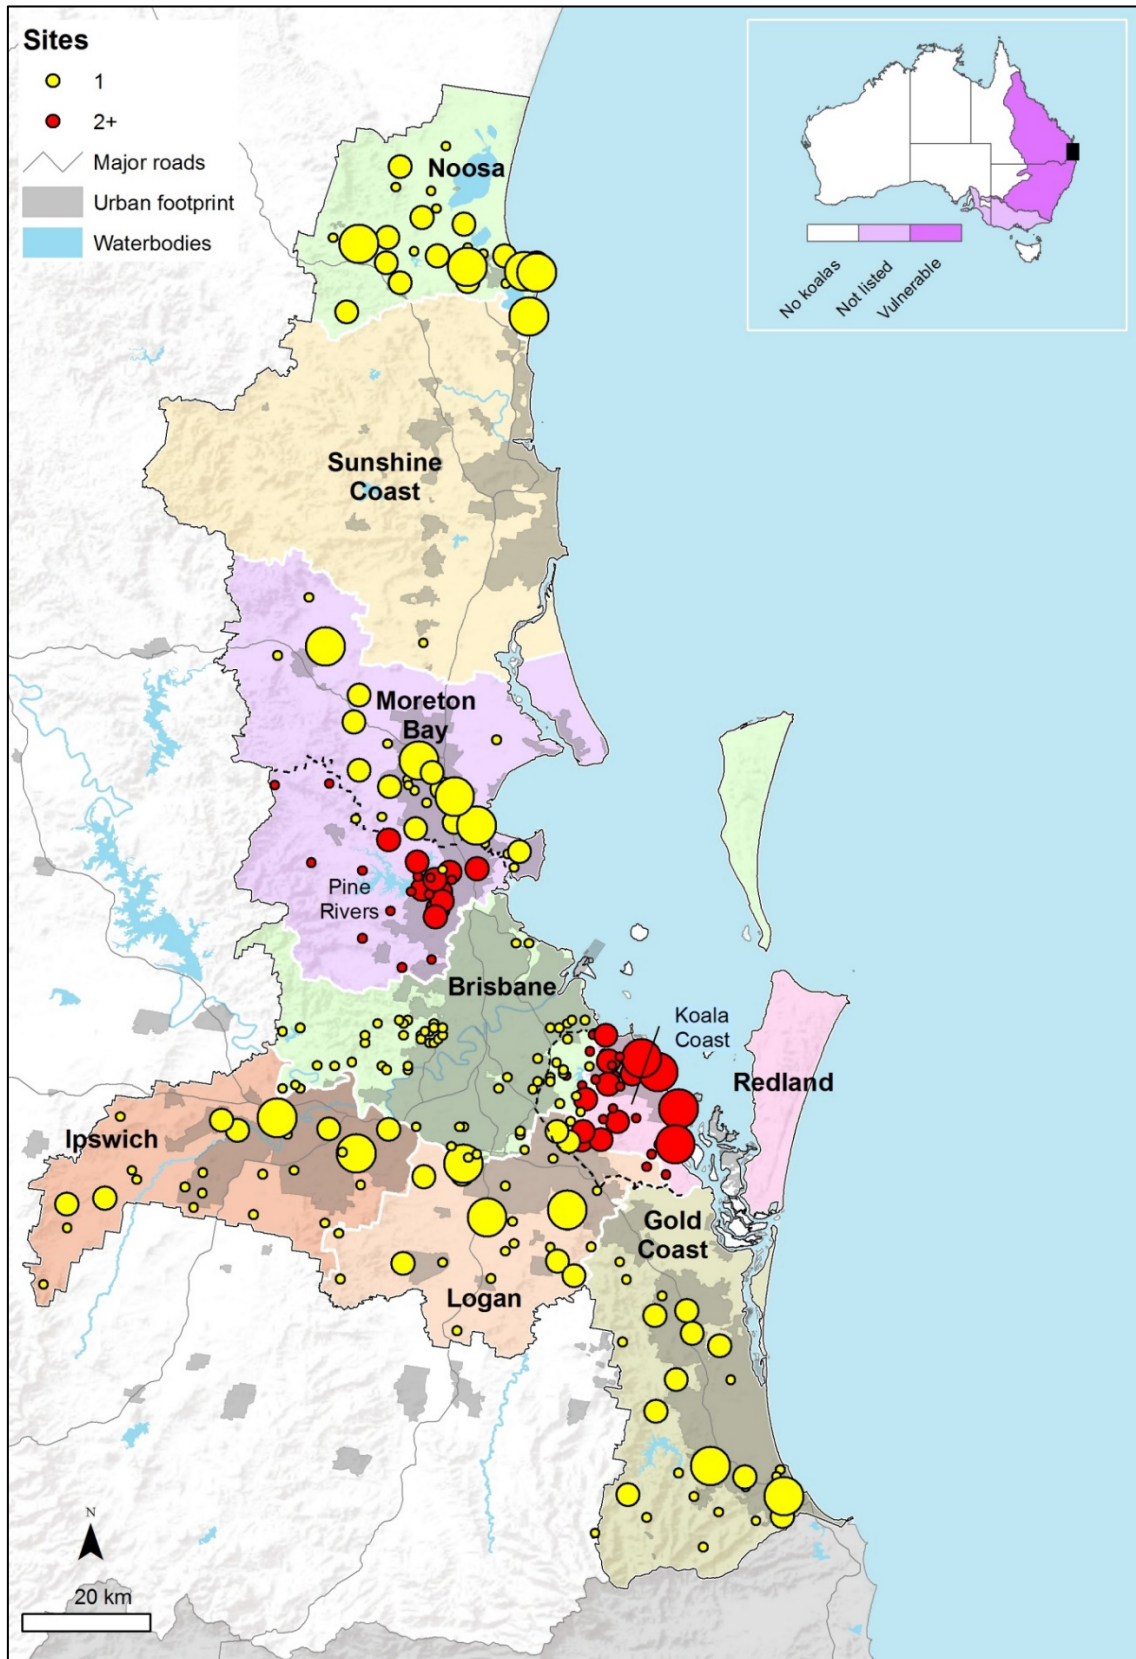 Sites
1
2+
Major roads
Urban footprint
Waterbodies
No koalas
Not listed
Vulnerable
Noosa
Sunshine
Coast
Moreton
Bay
Pine
Rivers
Brisbane
Koala
Coast
Redland
Ipswich
Gold
Coast
Logan
N
20 km